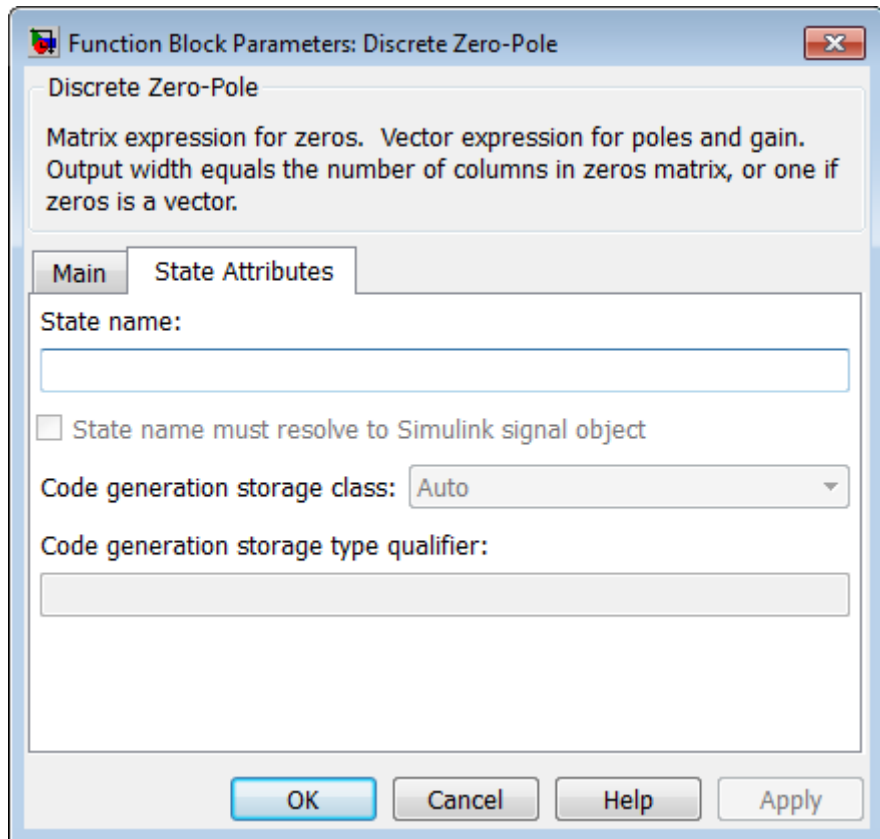 Function Block Parameters: Discrete Zero-Pole
Discrete Zero-Pole
Matrix expression for zeros.  Vector expression for poles and gain.
Output width equals the number of columns in zeros matrix, or one if
zeros is a vector.
Main State Attributes
State name:
State name must resolve to Simulink signal object
Code generation storage class: Auto
Code generation storage type qualifier:
OK Cancel Help Apply